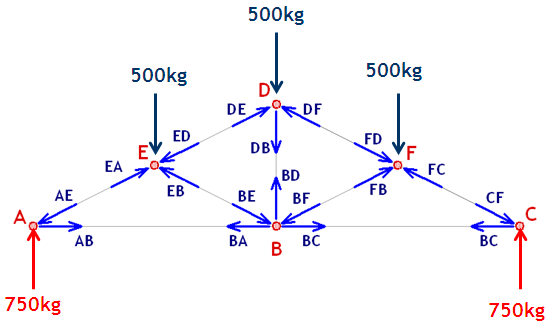 500kg
500kg
500kg
D
DE
DF
ED
DB
FD
E
F
EA
EB
BD
FB
FC
AE
BE
BF
CF
A
C
AB
BA
B
BC
BC
750kg
750kg